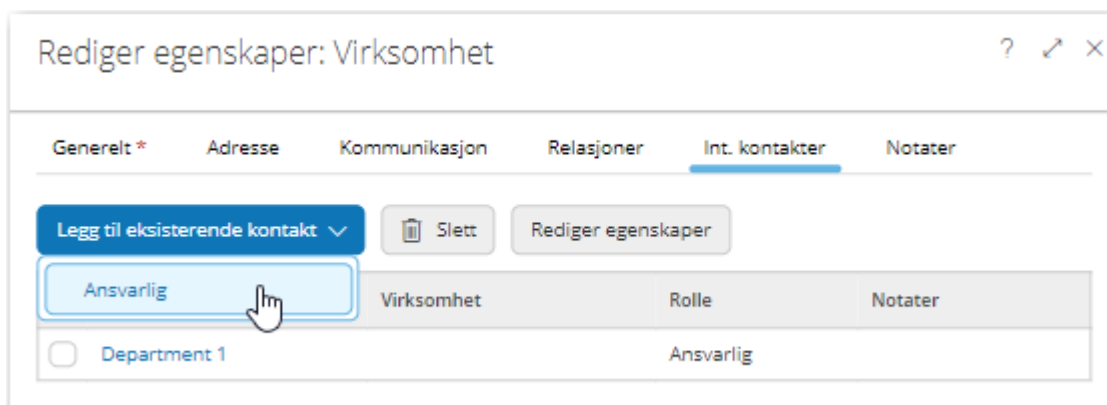 Rediger egenskaper: Virksomhet ?
Generelt * Adresse Kommunikasjon Relasjoner Int. kontakter Notater
Legg til eksisterende kontakt Slett Rediger egenskaper
Ansvarlig
Virksomhet Rolle Notater
Department 1 Ansvarlig